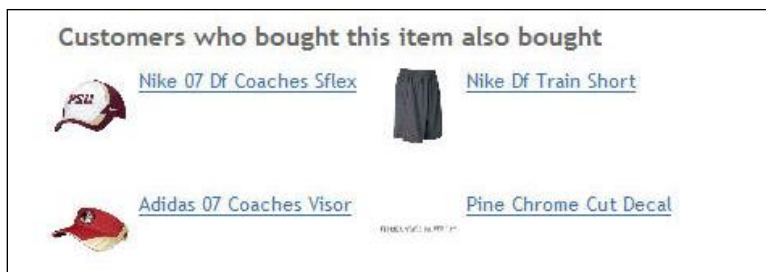 Customers who bought this item also bought
Nike 07 Df Coaches Sflex
Nike Df Train Short
Adidas 07 Coaches Visor
Pine Chrome Cut Decal